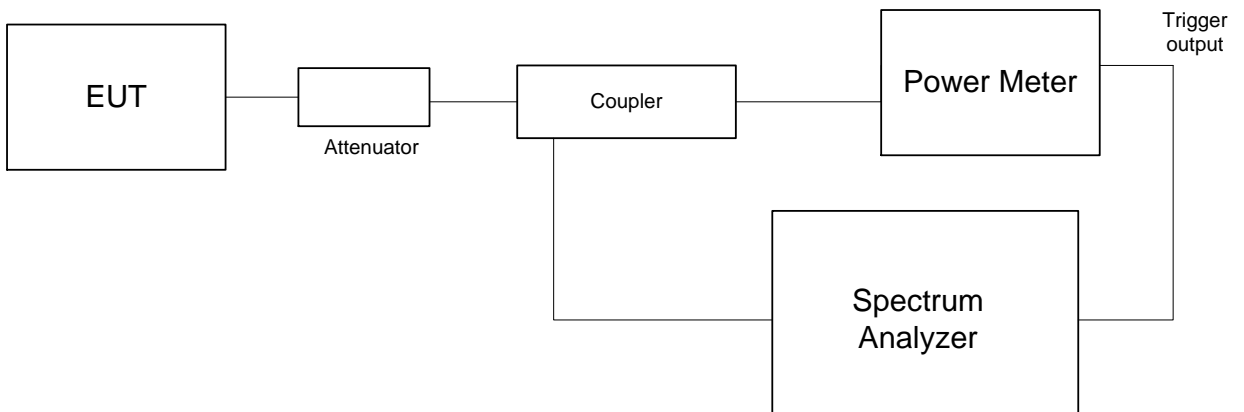 EUT
Attenuator
Coupler
Power Meter
Trigger
output
Spectrum
Analyzer